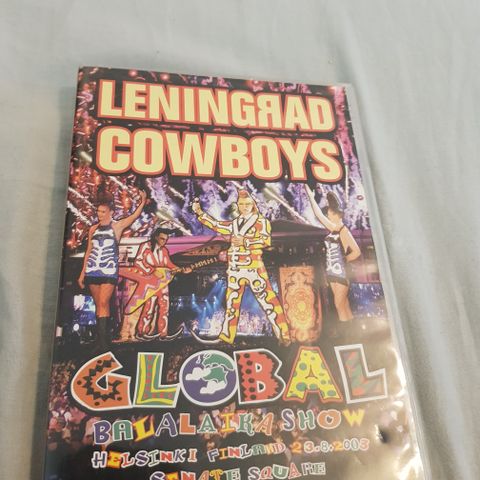 LENINGЯAD
COWBOYS
GLOBAL
BALALAIKA SHOW
HELSINKI FINLAND 23.8.2003
SENATE SQUARE